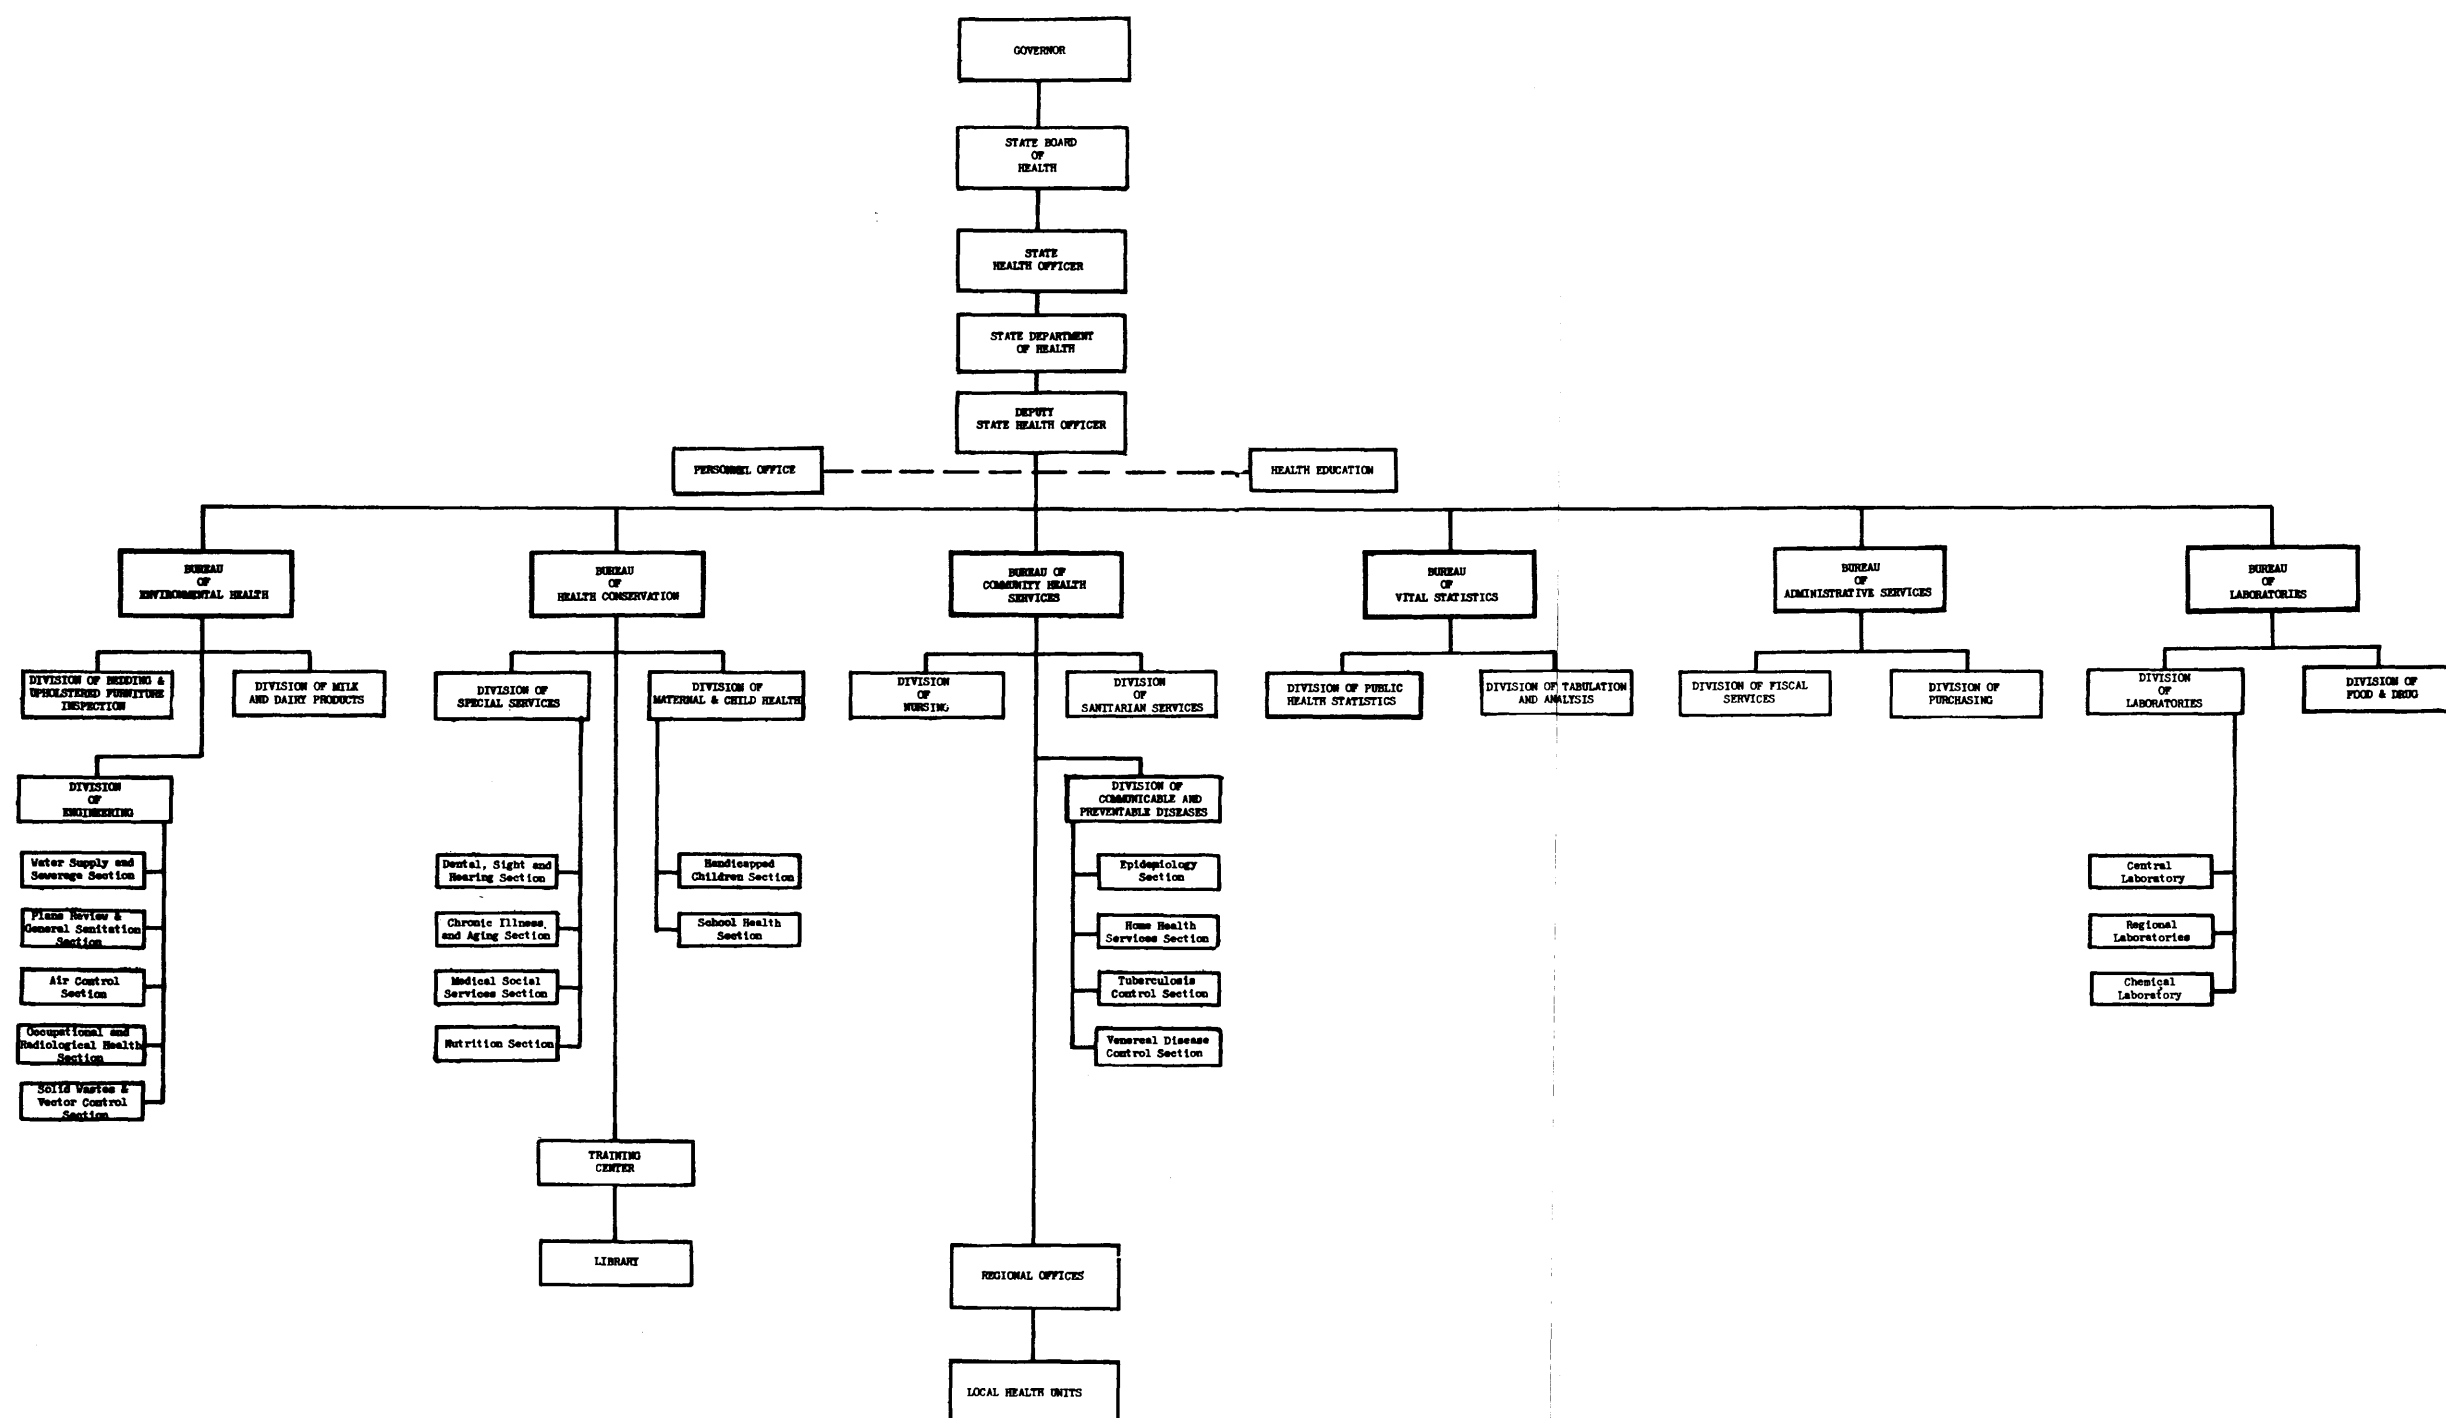 GOVERNOR
STATE BOARD
OF
HEALTH
STATE
HEALTH OFFICER
STATE DEPARTMENT
OF HEALTH
DEPUTY
STATE HEALTH OFFICER
PERSONNEL OFFICE
HEALTH EDUCATION
BUREAU
OF
ENVIRONMENTAL HEALTH
BUREAU
OF
HEALTH CONSERVATION
BUREAU OF
COMMUNITY HEALTH
SERVICES
BUREAU
OF
VITAL STATISTICS
BUREAU
OF
ADMINISTRATIVE SERVICES
BUREAU
OF
LABORATORIES
DIVISION OF BEDDING &
UPHOLSTERED FURNITURE
INSPECTION
DIVISION OF MILK
AND DAIRY PRODUCTS
DIVISION OF
SPECIAL SERVICES
DIVISION OF
MATERNAL & CHILD HEALTH
DIVISION
OF
NURSING
DIVISION
OF
SANITARIAN SERVICES
DIVISION OF PUBLIC
HEALTH STATISTICS
DIVISION OF TABULATION
AND ANALYSIS
DIVISION OF FISCAL
SERVICES
DIVISION OF
PURCHASING
DIVISION
OF
LABORATORIES
DIVISION OF
FOOD & DRUG
DIVISION
OF
ENGINEERING
DIVISION OF
COMMUNICABLE AND
PREVENTABLE DISEASES
Water Supply and
Sewerage Section
Plans Review &
General Sanitation
Section
Air Control
Section
Occupational and
Radiological Health
Section
Solid Wastes &
Vector Control
Section
Dental, Sight and
Hearing Section
Chronic Illness,
and Aging Section
Medical Social
Services Section
Nutrition Section
Handicapped
Children Section
School Health
Section
Epidemiology
Section
Home Health
Services Section
Tuberculosis
Control Section
Venereal Disease
Control Section
Central
Laboratory
Regional
Laboratories
Chemical
Laboratory
TRAINING
CENTER
LIBRARY
REGIONAL OFFICES
LOCAL HEALTH UNITS